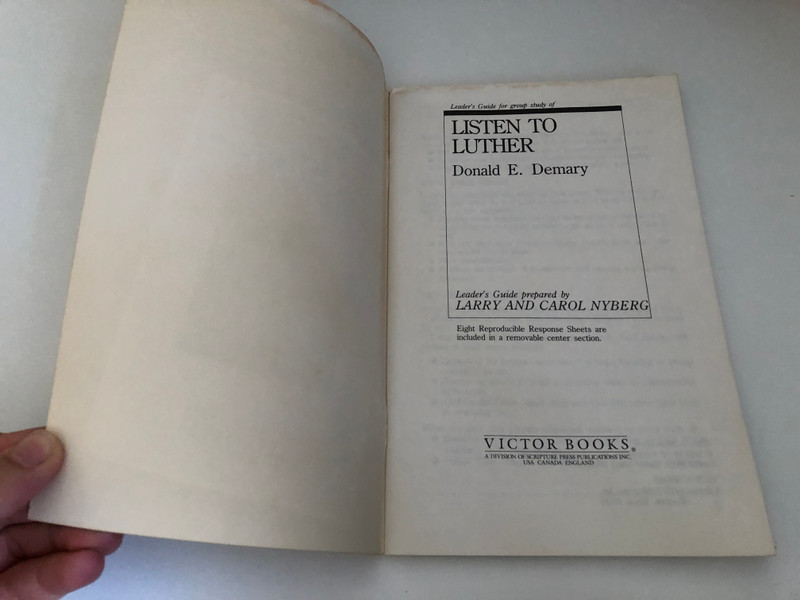 Leader's Guide for group study of
LISTEN TO
LUTHER
Donald E. Demary
Leader's Guide prepared by
LARRY AND CAROL NYBERG
Eight Reproducible Response Sheets are
included in a removable center section.
VICTOR BOOKS®
A DIVISION OF SCRIPTURE PRESS PUBLICATIONS INC.
USA CANADA ENGLAND